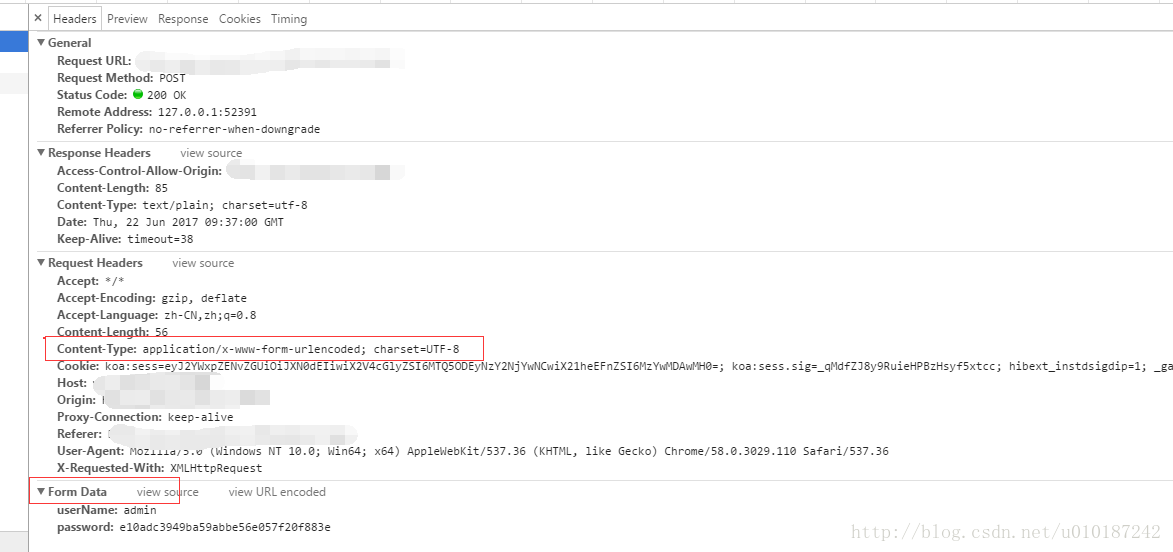 × Headers Preview Response Cookies Timing
▼ General
Request URL:
Request Method: POST
Status Code: 200 OK
Remote Address: 127.0.0.1:52391
Referrer Policy: no-referrer-when-downgrade
▼ Response Headers view source
Access-Control-Allow-Origin:
Content-Length: 85
Content-Type: text/plain; charset=utf-8
Date: Thu, 22 Jun 2017 09:37:00 GMT
Keep-Alive: timeout=38
▼ Request Headers view source
Accept: */*
Accept-Encoding: gzip, deflate
Accept-Language: zh-CN,zh;q=0.8
Content-Length: 56
Content-Type: application/x-www-form-urlencoded; charset=UTF-8
Cookie: koa:sess=eyJ2YWxpZENvZGUiOiJXN0dEIiwiX2V4cGlyZSI6MTQ5ODEyNzY2NjYwNCwiX21heEFnZSI6MzYwMDAwMH0=; koa:sess.sig=_qMdfZJ8y9RuieHPBzHsyf5xtcc; hibext_instdsigdip=1; _ga
Host:
Origin:
Proxy-Connection: keep-alive
Referer:
User-Agent: Mozilla/5.0 (Windows NT 10.0; Win64; x64) AppleWebKit/537.36 (KHTML, like Gecko) Chrome/58.0.3029.110 Safari/537.36
X-Requested-With: XMLHttpRequest
▼ Form Data view source view URL encoded
userName: admin
password: e10adc3949ba59abbe56e057f20f883e
http://blog.csdn.net/u010187242